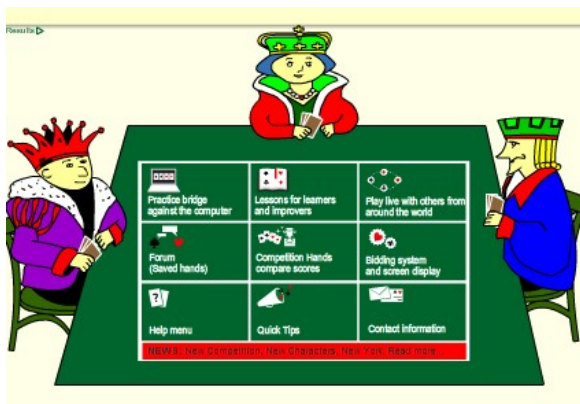 Results
Practice bridge
against the computer
Lessons for learners
and improvers
Play live with others from
around the world
Forum
(Saved hands)
Competition Hands
compare scores
Bidding system
and screen display
Help menu
Quick Tips
Contact information
NEWS: New Competition, New Characters, New York. Read more...